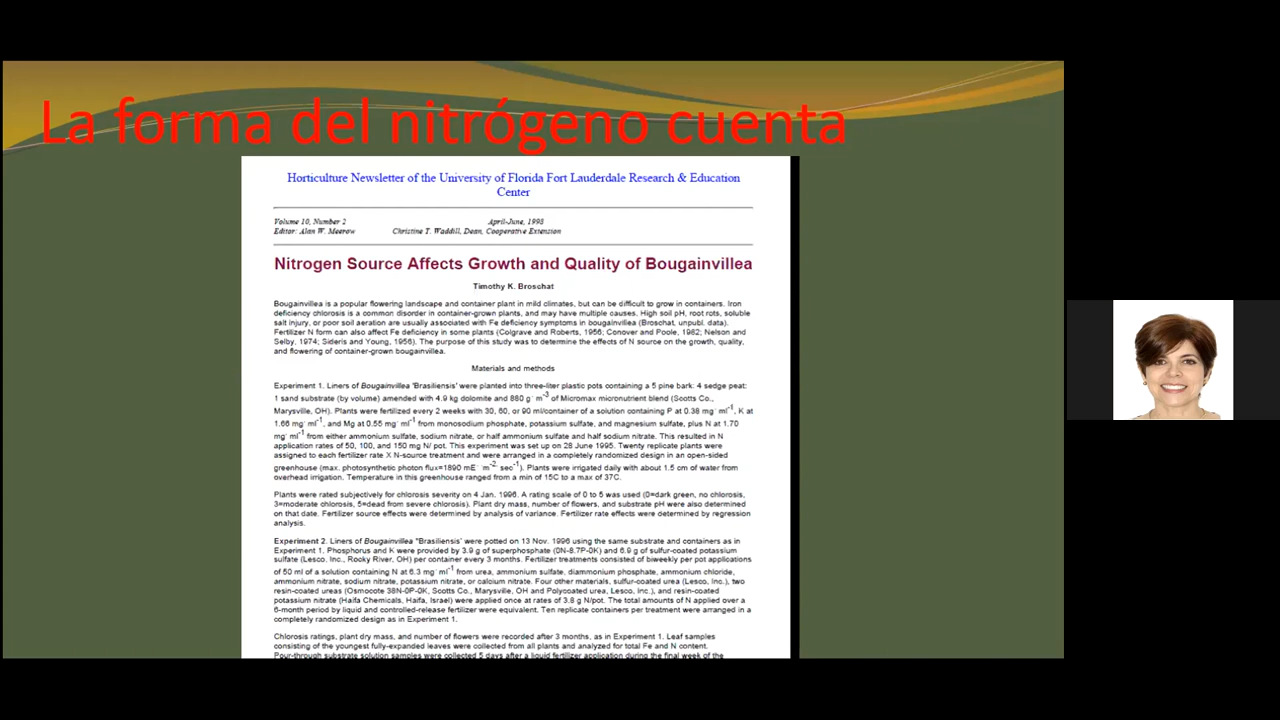 La forma del nitrógeno cuenta
Horticulture Newsletter of the University of Florida Fort Lauderdale Research & Education
Center
Volume 10, Number 2 April-June, 1998
Editor: Alan W. Meerow Christine T. Waddill, Dean, Cooperative Extension
Nitrogen Source Affects Growth and Quality of Bougainvillea
Timothy K. Broschat
Bougainvillea is a popular flowering landscape and container plant in mild climates, but can be difficult to grow in containers. Iron
deficiency chlorosis is a common disorder in container-grown plants, and may have multiple causes. High soil pH, root rots, soluble
salt injury, or poor soil aeration are usually associated with Fe deficiency symptoms in bougainvillea (Broschat, unpubl. data).
Fertilizer N form can also affect Fe deficiency in some plants (Colgrave and Roberts, 1956; Conover and Poole, 1982; Nelson and
Selby, 1974; Sideris and Young, 1956). The purpose of this study was to determine the effects of N source on the growth, quality,
and flowering of container-grown bougainvillea.
Materials and methods
Experiment 1. Liners of Bougainvillea 'Brasiliensis' were planted into three-liter plastic pots containing a 5 pine bark: 4 sedge peat:
1 sand substrate (by volume) amended with 4.9 kg dolomite and 880 g· m-3 of Micromax micronutrient blend (Scotts Co.,
Marysville, OH). Plants were fertilized every 2 weeks with 30, 60, or 90 ml/container of a solution containing P at 0.38 mg· ml-1, K at
1.66 mg· ml-1, and Mg at 0.55 mg· ml-1 from monosodium phosphate, potassium sulfate, and magnesium sulfate, plus N at 1.70
mg· ml-1 from either ammonium sulfate, sodium nitrate, or half ammonium sulfate and half sodium nitrate. This resulted in N
application rates of 50, 100, and 150 mg N/ pot. This experiment was set up on 28 June 1995. Twenty replicate plants were
assigned to each fertilizer rate X N-source treatment and were arranged in a completely randomized design in an open-sided
greenhouse (max. photosynthetic photon flux=1890 mE· m-2 sec-1). Plants were irrigated daily with about 1.5 cm of water from
overhead irrigation. Temperature in this greenhouse ranged from a min of 15C to a max of 37C.
Plants were rated subjectively for chlorosis severity on 4 Jan. 1996. A rating scale of 0 to 5 was used (0=dark green, no chlorosis,
3=moderate chlorosis, 5=dead from severe chlorosis). Plant dry mass, number of flowers, and substrate pH were also determined
on that date. Fertilizer source effects were determined by analysis of variance. Fertilizer rate effects were determined by regression
analysis.
Experiment 2. Liners of Bougainvillea "Brasiliensis' were potted on 13 Nov. 1996 using the same substrate and containers as in
Experiment 1. Phosphorus and K were provided by 3.9 g of superphosphate (0N-8.7P-0K) and 6.9 g of sulfur-coated potassium
sulfate (Lesco. Inc., Rocky River, OH) per container every 3 months. Fertilizer treatments consisted of biweekly per pot applications
of 50 ml of a solution containing N at 6.3 mg· ml-1 from urea, ammonium sulfate, diammonium phosphate, ammonium chloride,
ammonium nitrate, sodium nitrate, potassium nitrate, or calcium nitrate. Four other materials, sulfur-coated urea (Lesco, Inc.), two
resin-coated ureas (Osmocote 38N-0P-0K, Scotts Co., Marysville, OH and Polycoated urea, Lesco, Inc.), and resin-coated
potassium nitrate (Haifa Chemicals, Haifa, Israel) were applied once at rates of 3.8 g N/pot. The total amounts of N applied over a
6-month period by liquid and controlled-release fertilizer were equivalent. Ten replicate containers per treatment were arranged in a
completely randomized design as in Experiment 1.
Chlorosis ratings, plant dry mass, and number of flowers were recorded after 3 months, as in Experiment 1. Leaf samples
consisting of the youngest fully-expanded leaves were collected from all plants and analyzed for total Fe and N content.
Pour-through substrate solution samples were collected 5 days after a liquid fertilizer application during the final week of the